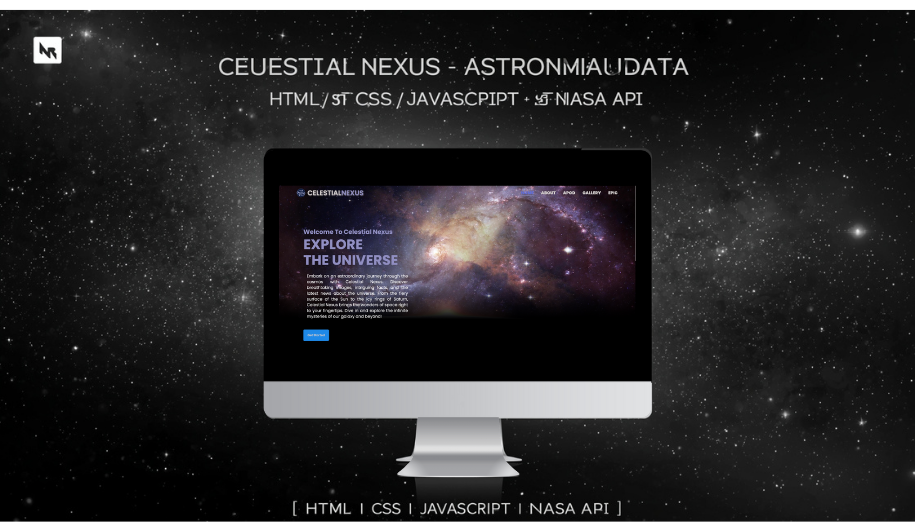 CEUESTIAL NEXUS - ASTRONMIAUDATA
HTML/ CSS / JAVASCPIPT + NIASA API
CELESTIALNEXUS
ABOUT APOD GALLERY EPIC
Welcome To Celestial Nexus
EXPLORE
THE UNIVERSE
Embark on an extraordinary journey through the
cosmos with Celestial Nexus. Discover
breathtaking images, intriguing facts, and the
latest news about the universe. From the fiery
surface of the Sun to the icy rings of Saturn,
Celestial Nexus brings the wonders of space right
to your fingertips. Dive in and explore the infinite
mysteries of our galaxy and beyond!
[ HTML | CSS | JAVASCRIPT | NASA API ]